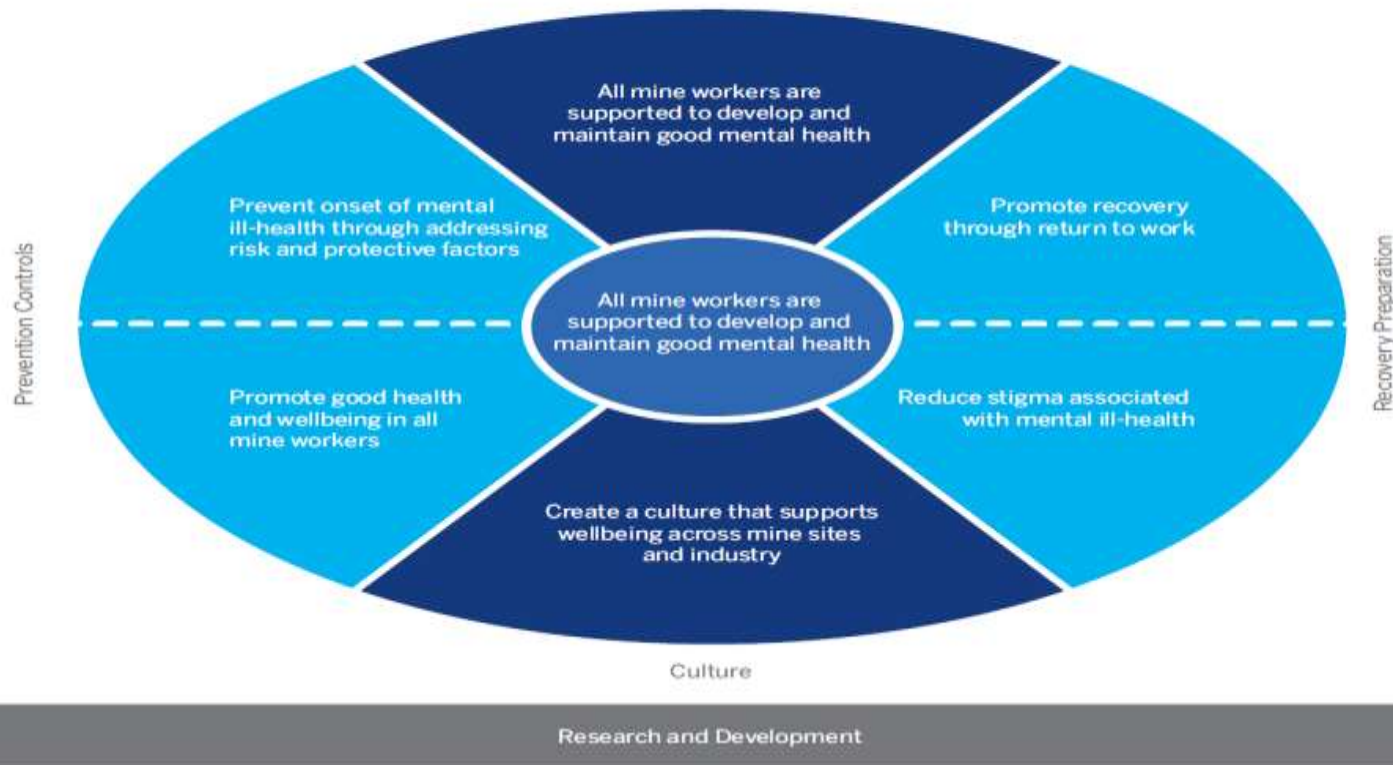 All mine workers are
supported to develop and
maintain good mental health
Prevent onset of mental
ill-health through addressing
risk and protective factors
Promote recovery
through return to work
Prevention Controls
All mine workers are
supported to develop and
maintain good mental health
Recovery Preparation
Promote good health
and wellbeing in all
mine workers
Reduce stigma associated
with mental ill-health
Create a culture that supports
wellbeing across mine sites
and industry
Culture
Research and Development